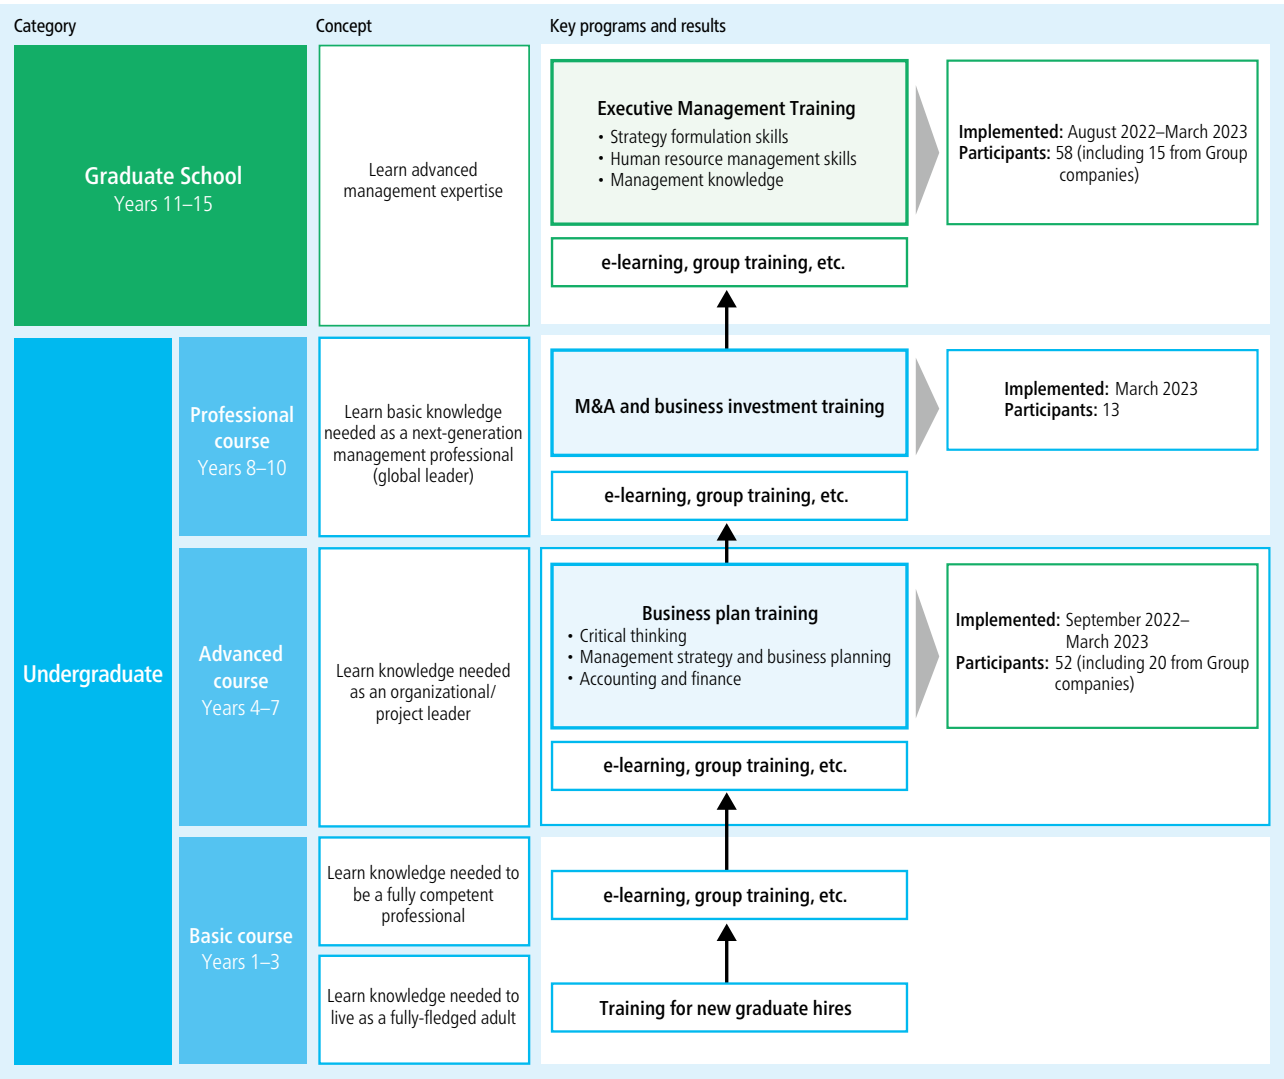 Category
Concept
Key programs and results
Graduate School
Years 11–15
Learn advanced
management expertise
Executive Management Training
• Strategy formulation skills
• Human resource management skills
• Management knowledge
Implemented: August 2022–March 2023
Participants: 58 (including 15 from Group
companies)
e-learning, group training, etc.
Undergraduate
Professional
course
Years 8–10
Learn basic knowledge
needed as a next-generation
management professional
(global leader)
M&A and business investment training
Implemented: March 2023
Participants: 13
e-learning, group training, etc.
Advanced
course
Years 4–7
Learn knowledge needed
as an organizational/
project leader
Business plan training
• Critical thinking
• Management strategy and business planning
• Accounting and finance
Implemented: September 2022–
March 2023
Participants: 52 (including 20 from Group
companies)
e-learning, group training, etc.
Basic course
Years 1–3
Learn knowledge needed to
be a fully competent
professional
e-learning, group training, etc.
Learn knowledge needed to
live as a fully-fledged adult
Training for new graduate hires